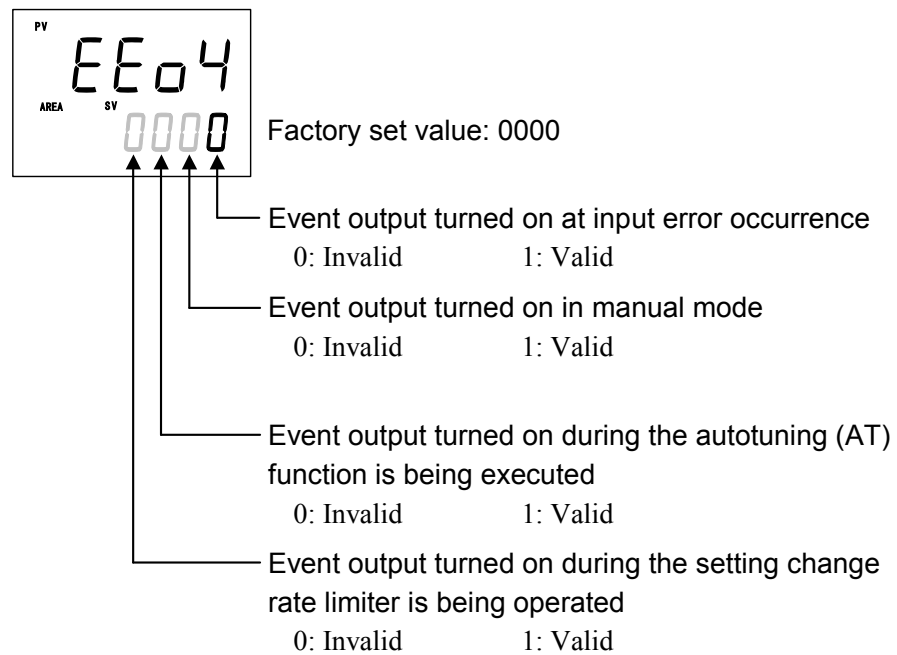 PV
EEo4
AREA SV
0000
Factory set value: 0000
Event output turned on at input error occurrence
0: Invalid 1: Valid
Event output turned on in manual mode
0: Invalid 1: Valid
Event output turned on during the autotuning (AT)
function is being executed
0: Invalid 1: Valid
Event output turned on during the setting change
rate limiter is being operated
0: Invalid 1: Valid